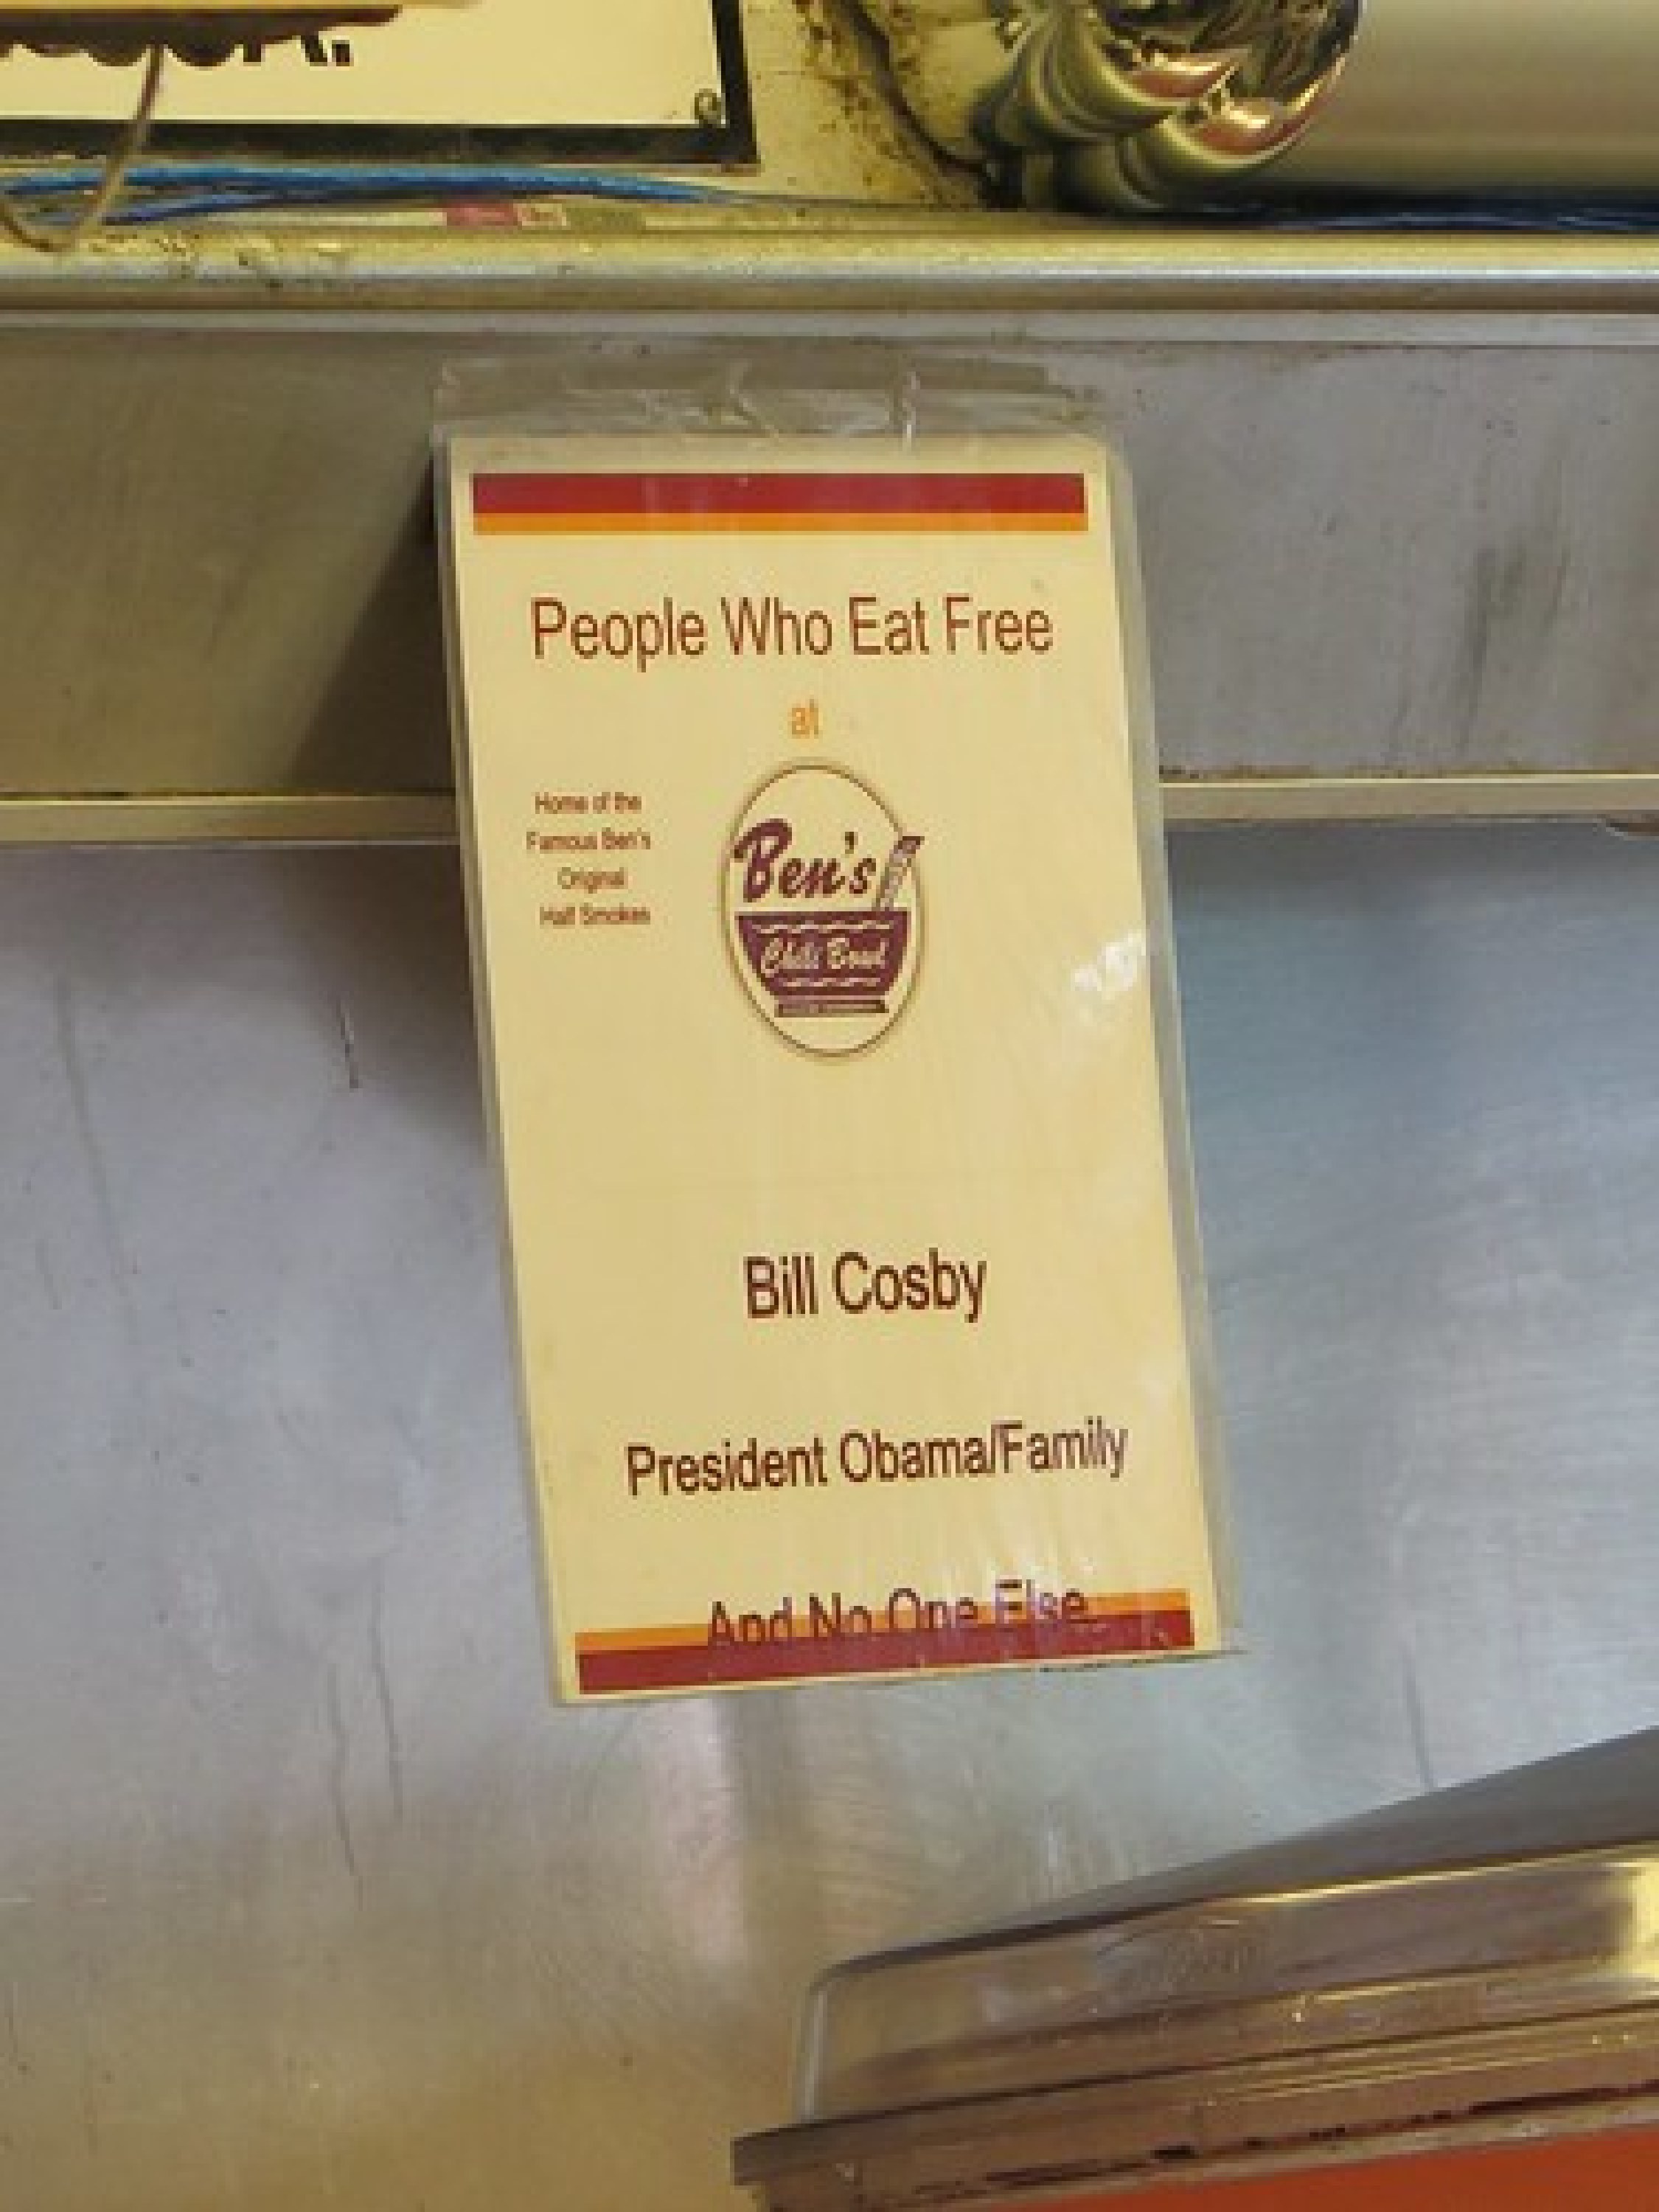 People Who Eat Free
at
Home of the
Famous Ben's
Original
Half Smokes
Ben's
Chili Bowl
Bill Cosby
President Obama/Family
And No One Else